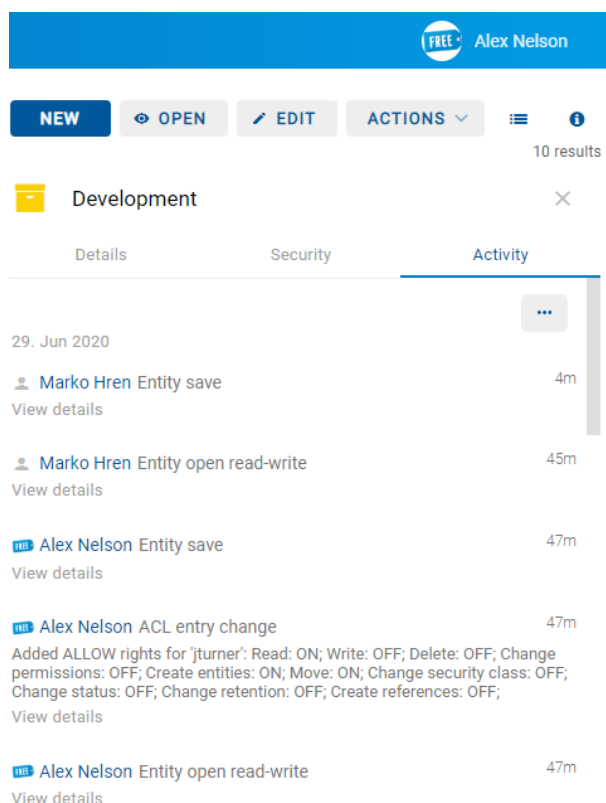 FREE Alex Nelson
NEW OPEN EDIT ACTIONS
10 results
Development
Details Security Activity
29. Jun 2020
Marko Hren Entity save 4m
View details
Marko Hren Entity open read-write 45m
View details
FREE Alex Nelson Entity save 47m
View details
FREE Alex Nelson ACL entry change 47m
Added ALLOW rights for 'jturner': Read: ON; Write: OFF; Delete: OFF; Change
permissions: OFF; Create entities: ON; Move: ON; Change security class: OFF;
Change status: OFF; Change retention: OFF; Create references: OFF;
View details
FREE Alex Nelson Entity open read-write 47m
View details